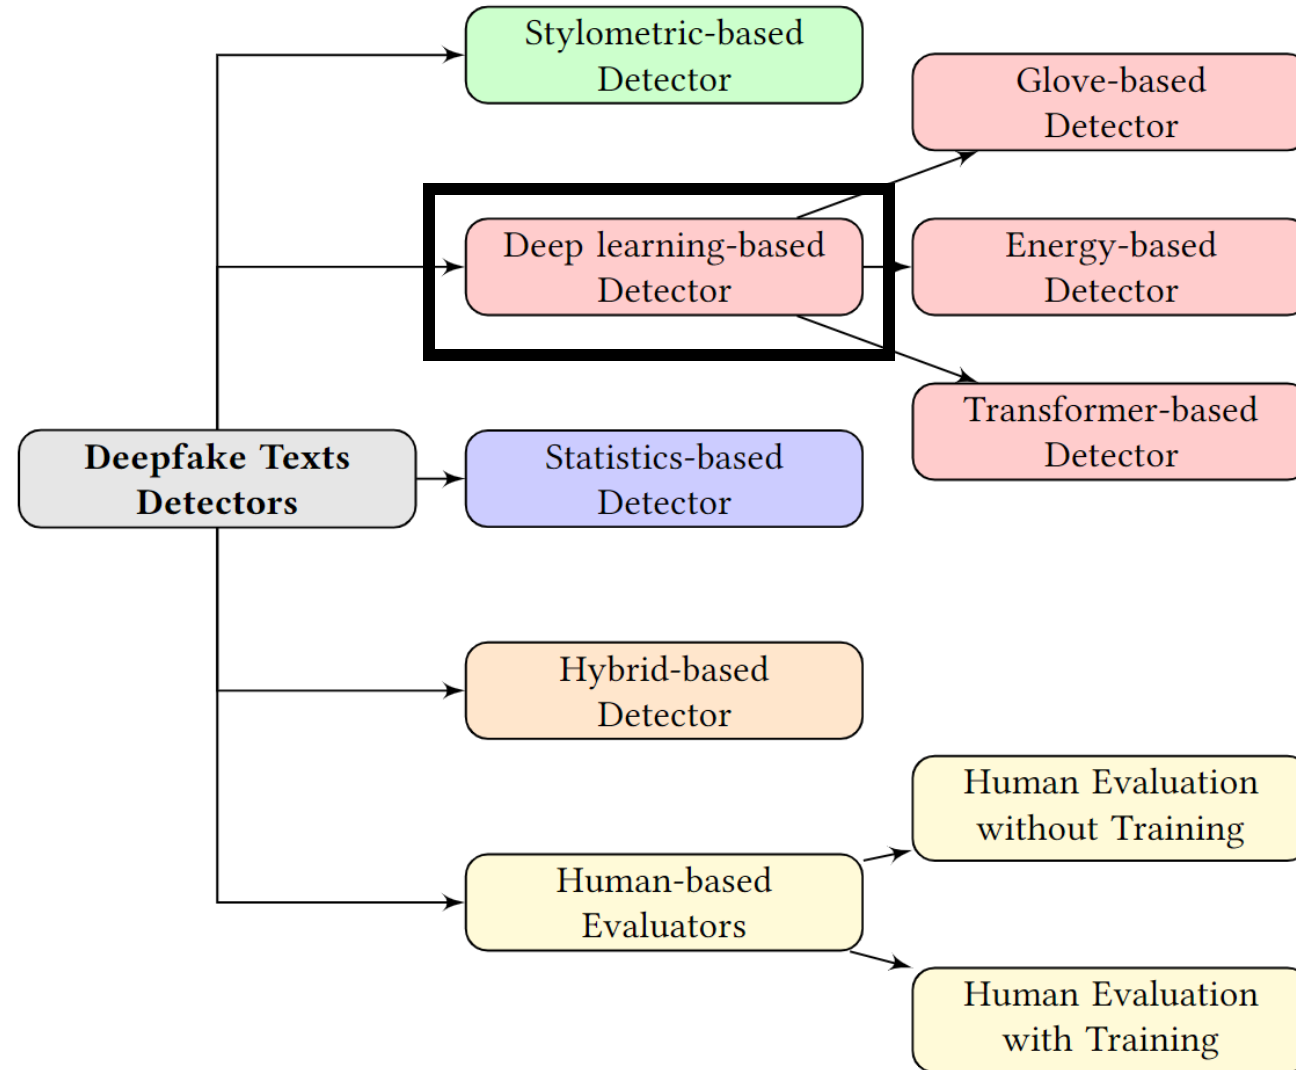 Stylometric-based
Detector
Glove-based
Detector
Deep learning-based
Detector
Energy-based
Detector
Transformer-based
Detector
Deepfake Texts
Detectors
Statistics-based
Detector
Hybrid-based
Detector
Human Evaluation
without Training
Human-based
Evaluators
Human Evaluation
with Training